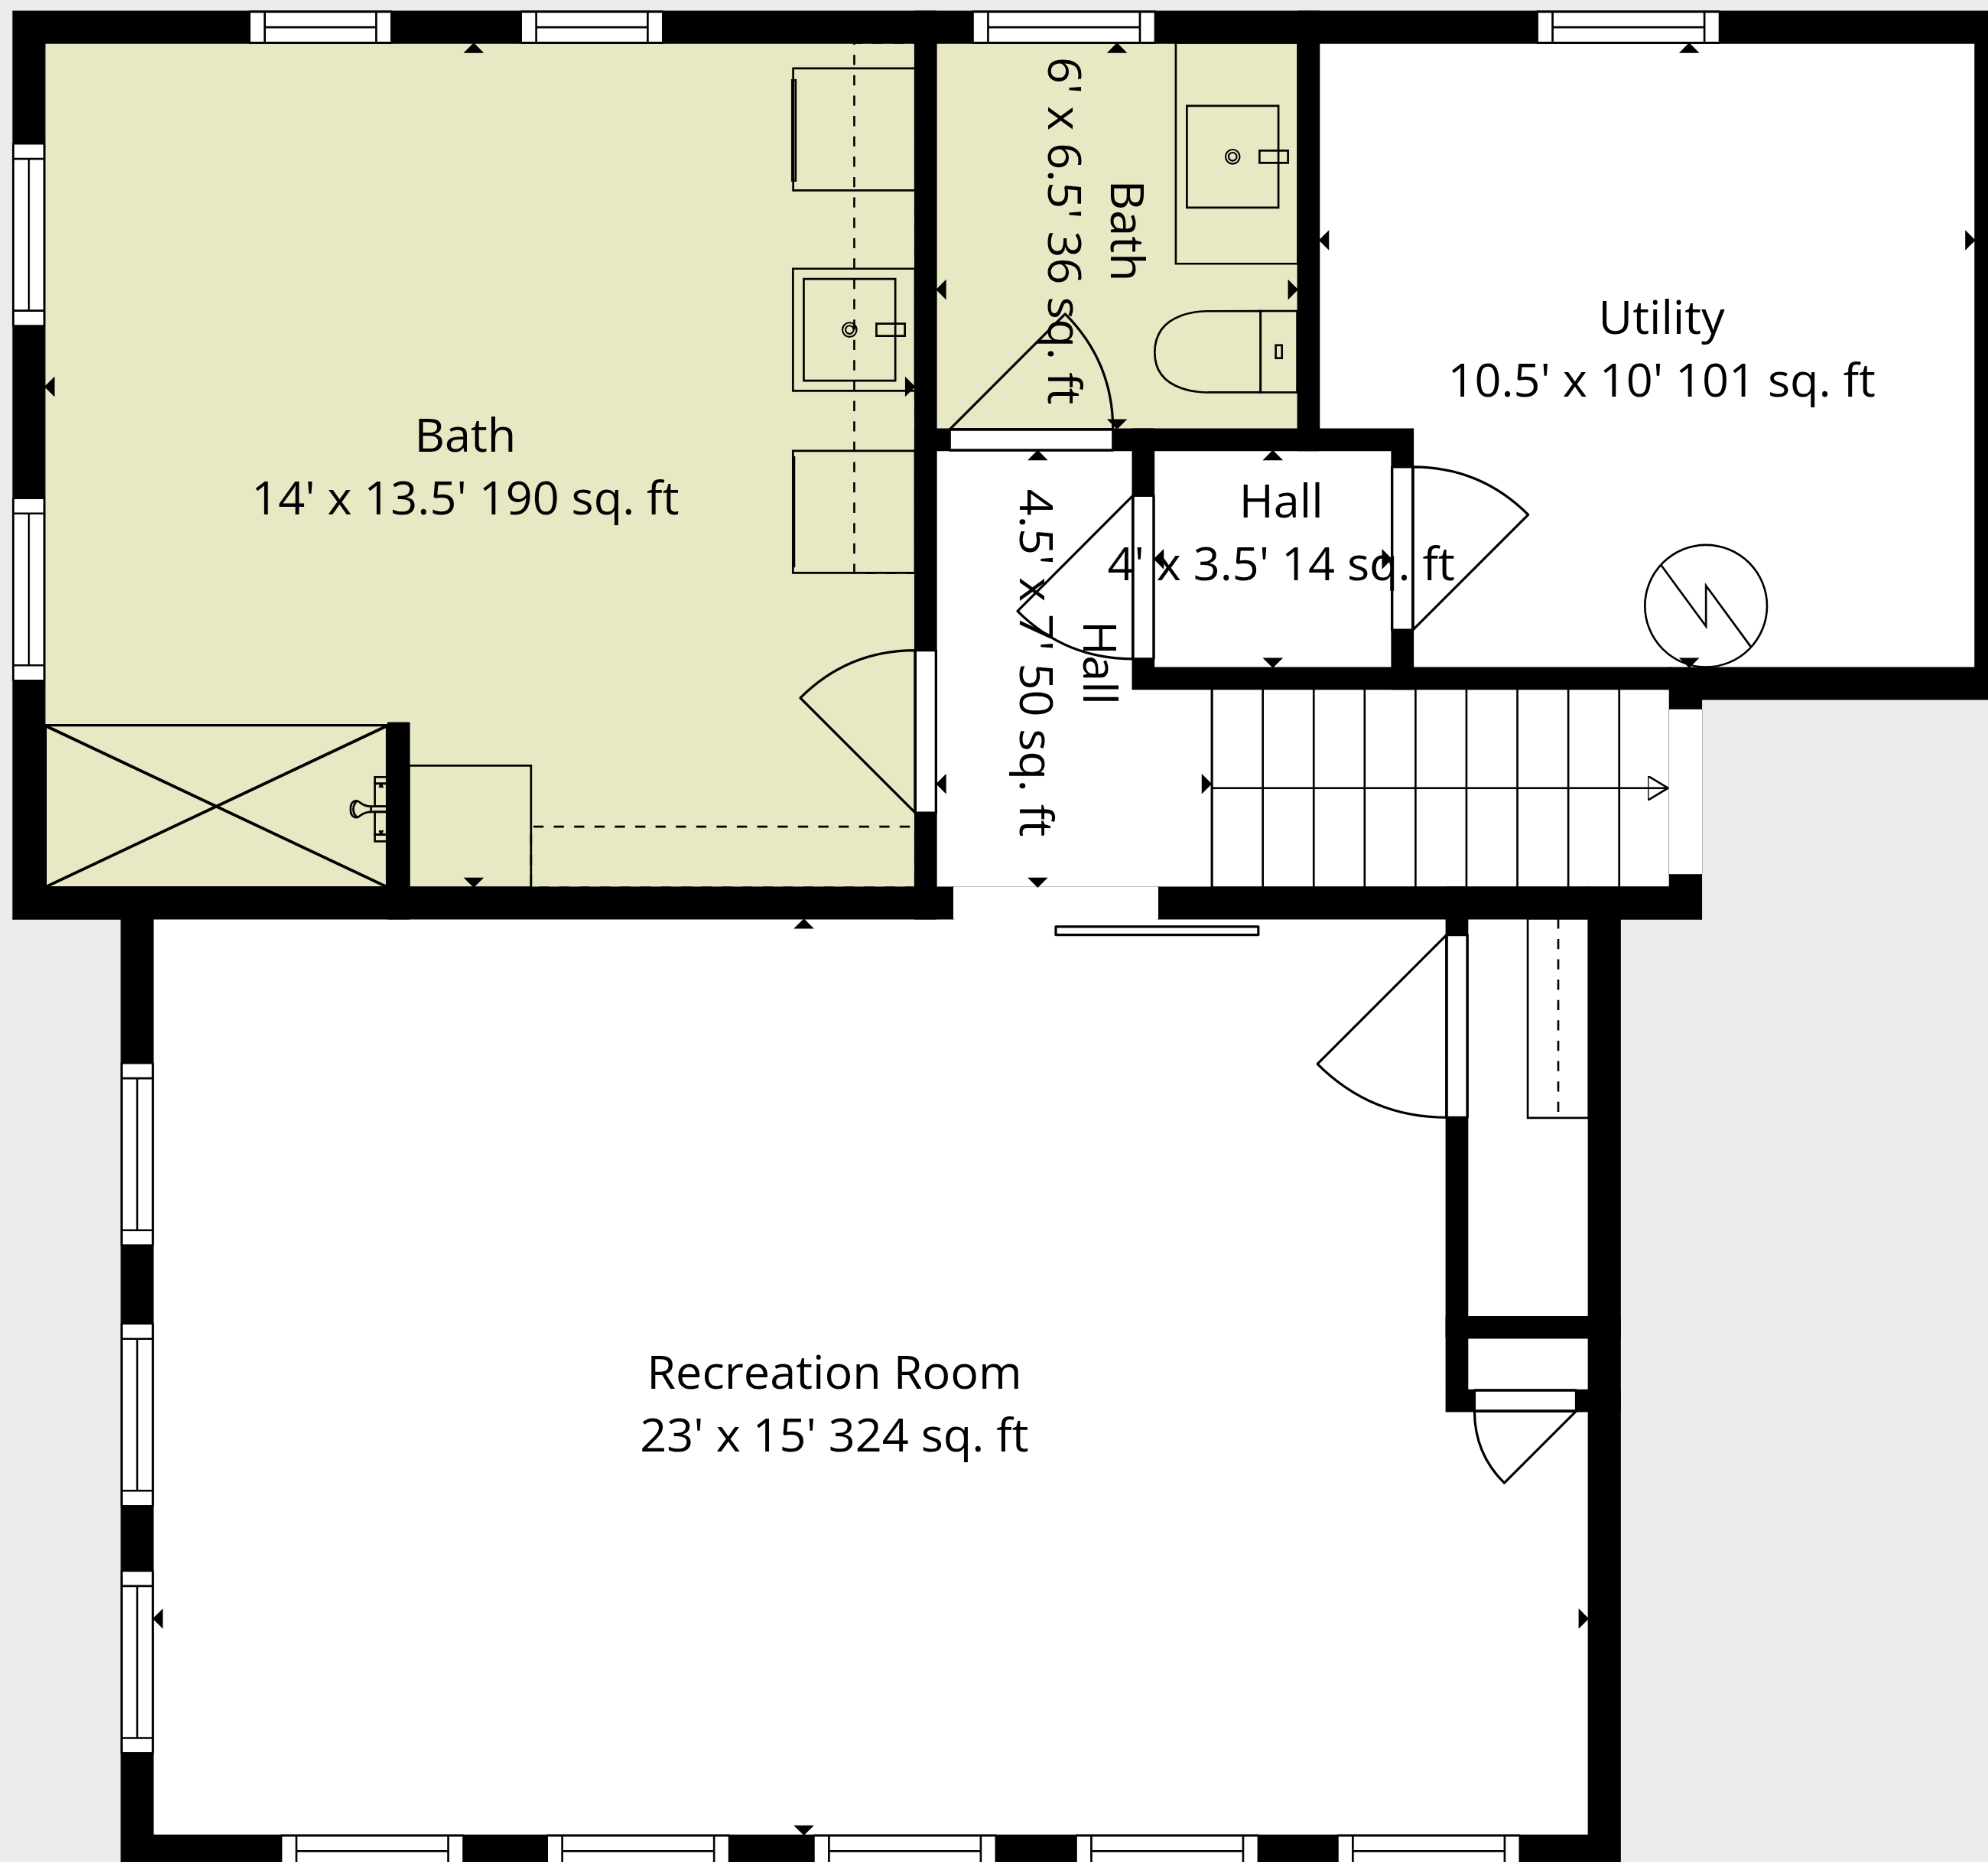 Bath
14' x 13.5' 190 sq. ft
Bath
6' x 6.5' 36 sq. ft
Utility
10.5' x 10' 101 sq. ft
Hall
4' x 3.5' 14 sq. ft
Hall
4.5' x 7' 50 sq. ft
Recreation Room
23' x 15' 324 sq. ft